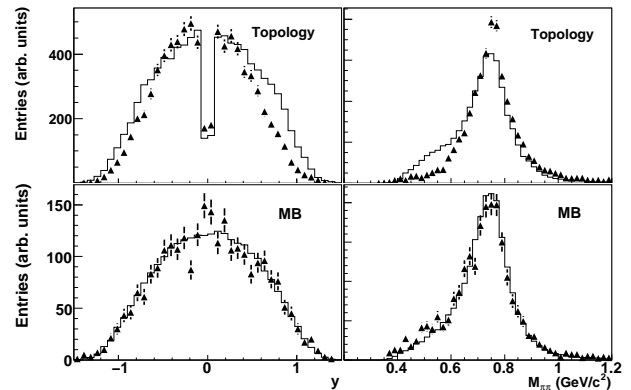 Entries (arb. units)
400
200
Topology
Topology
Entries (arb. units)
150
100
50
0
MB
MB
−1 0 1
y
0.4 0.6 0.8 1 1.2
M_ππ (GeV/c²)